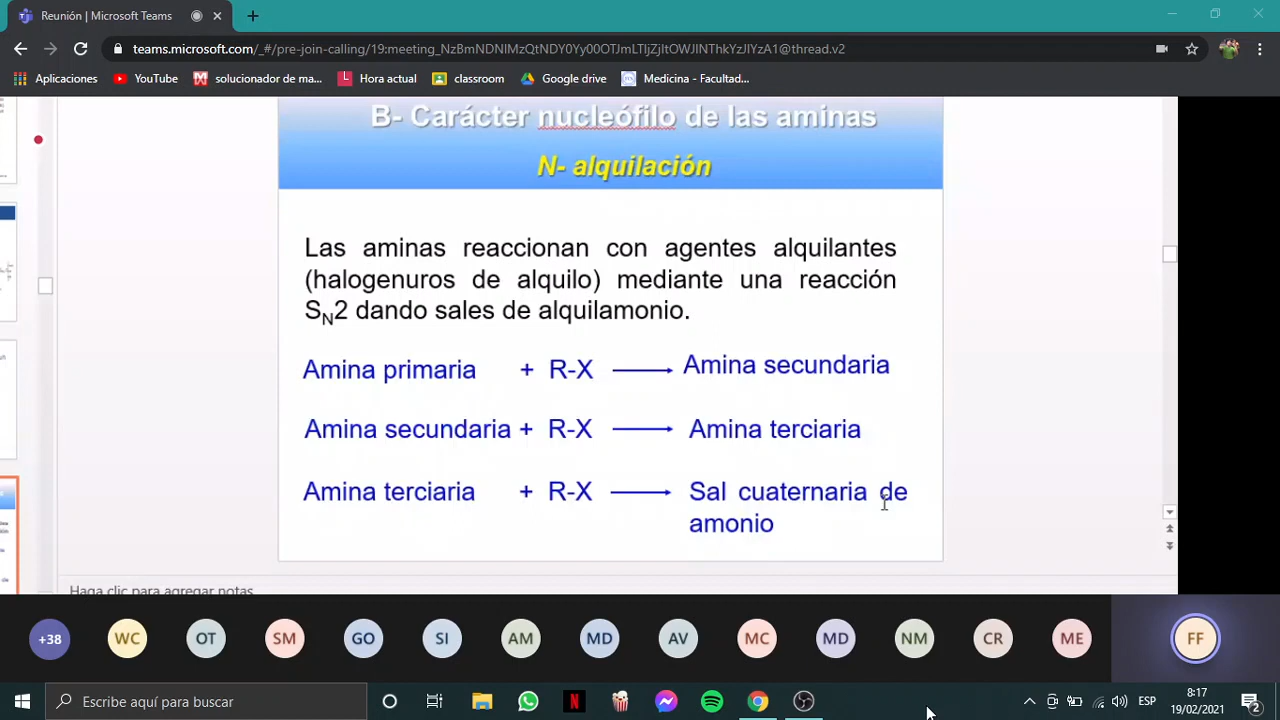 Reunión | Microsoft Teams
teams.microsoft.com/_#/pre-join-calling/19:meeting_NzBmNDNlMzQtNDY0Yy00OTJmLTljZjItOWJlNThkYzJlYzA1@thread.v2
Aplicaciones YouTube solucionador de ma... Hora actual classroom Google drive Medicina - Facultad...
B- Carácter nucleófilo de las aminas
N- alquilación
Las aminas reaccionan con agentes alquilantes
(halogenuros de alquilo) mediante una reacción
SN2 dando sales de alquilamonio.
Amina primaria + R-X ⟶ Amina secundaria
Amina secundaria + R-X ⟶ Amina terciaria
Amina terciaria + R-X ⟶ Sal cuaternaria de
amonio
Haga clic para agregar notas
+38 WC OT SM GO SI AM MD AV MC MD NM CR ME FF
Escribe aquí para buscar
ESP
8:17
19/02/2021
2